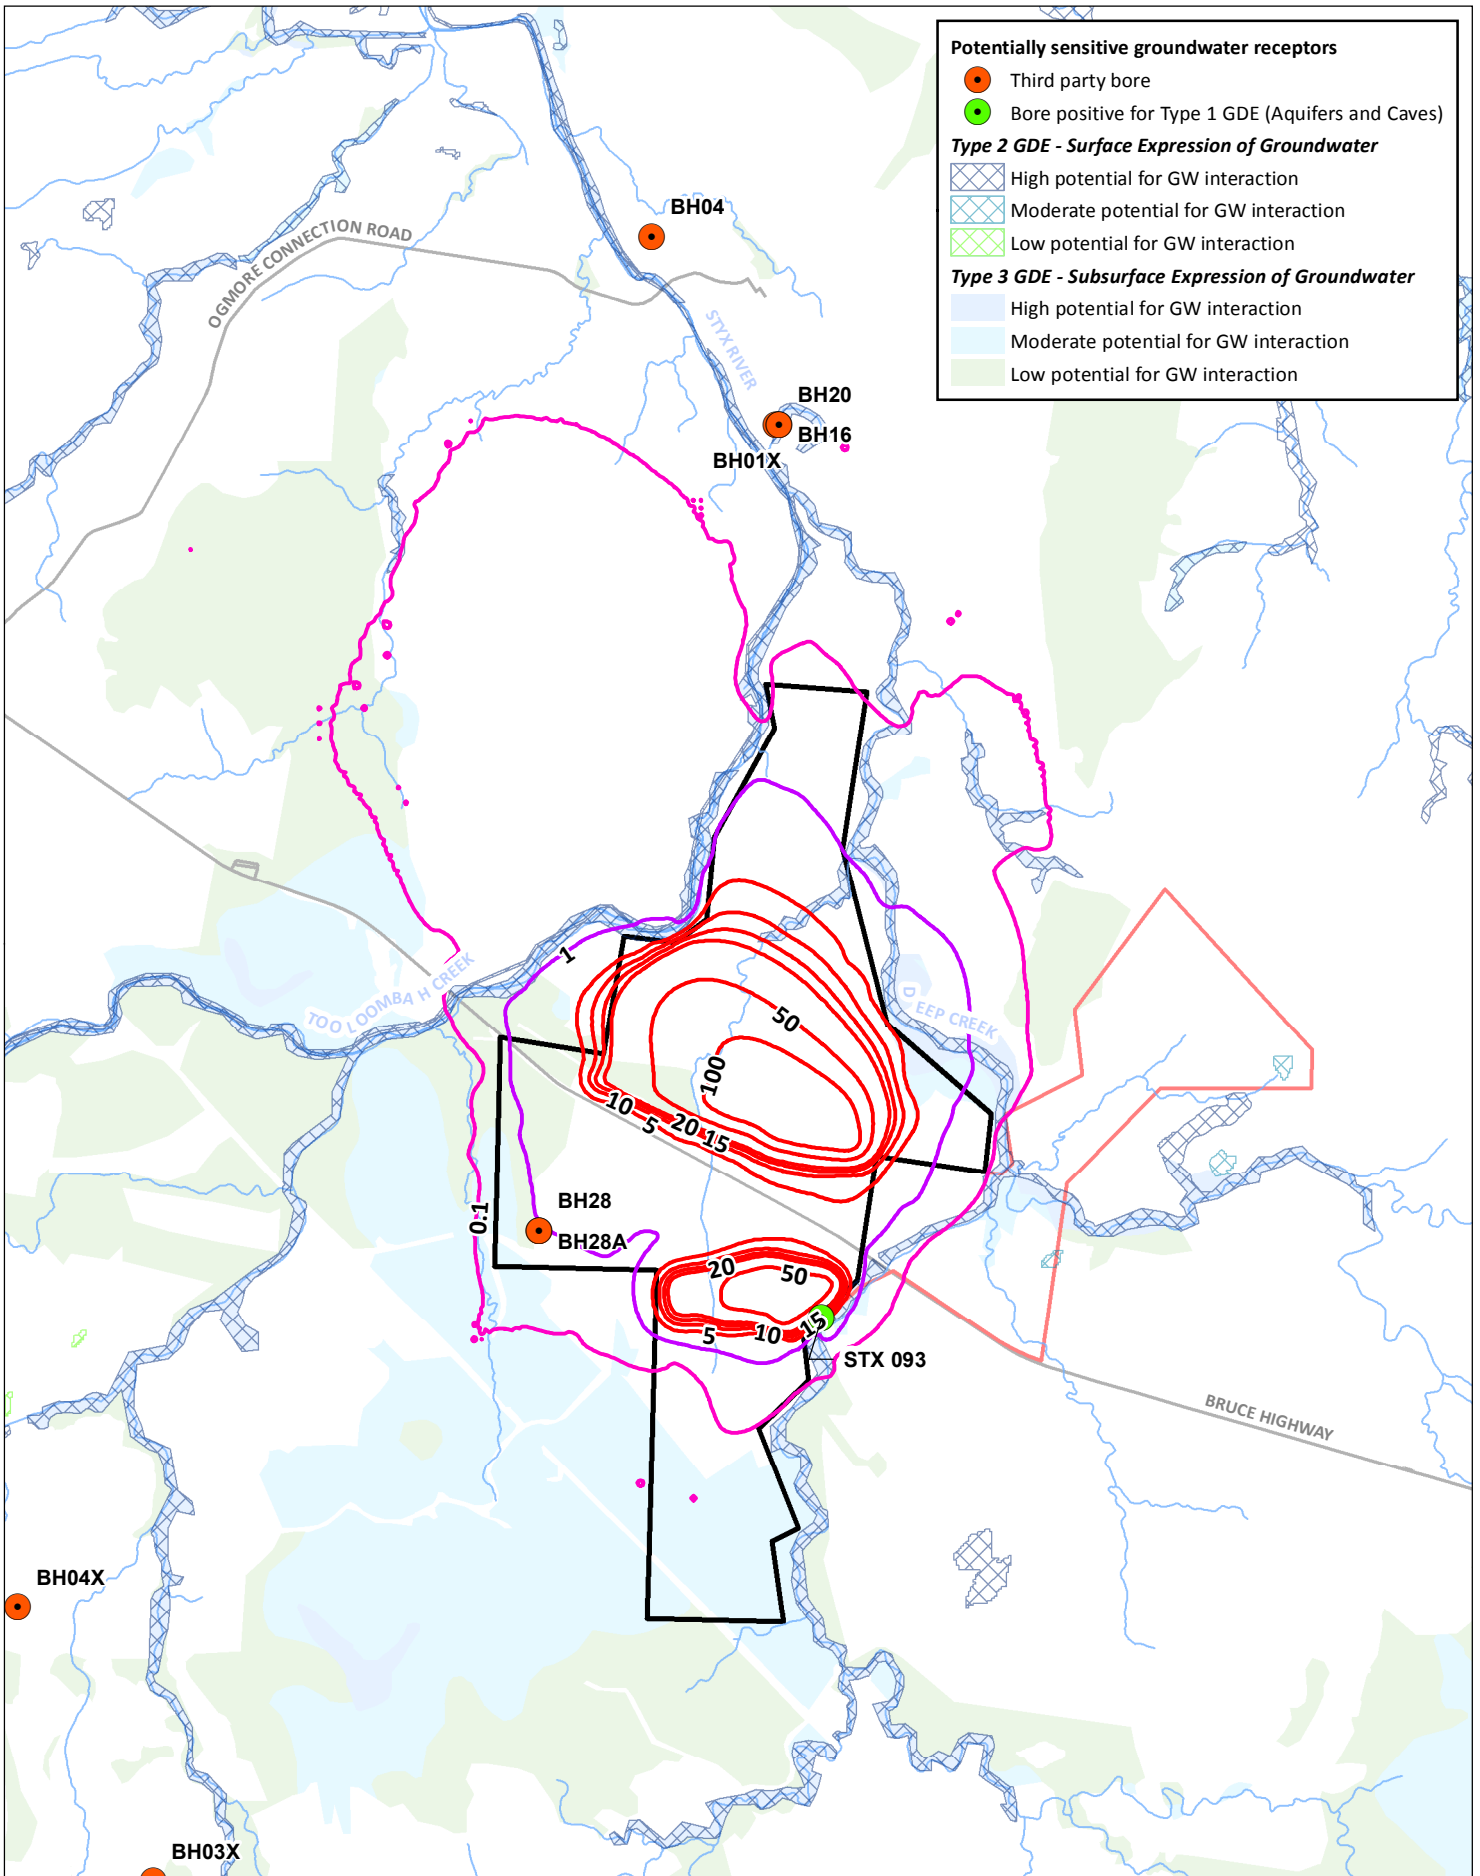 Potentially sensitive groundwater receptors
Third party bore
Bore positive for Type 1 GDE (Aquifers and Caves)
Type 2 GDE - Surface Expression of Groundwater
High potential for GW interaction
Moderate potential for GW interaction
Low potential for GW interaction
Type 3 GDE - Subsurface Expression of Groundwater
High potential for GW interaction
Moderate potential for GW interaction
Low potential for GW interaction
BH04
OGMORE CONNECTION ROAD
STYX RIVER
BH20
BH16
BH01X
1
TOOLOOMBAH CREEK
DEEP CREEK
50
100
10
5
20
15
0.1
BH28
BH28A
20
50
5
10
15
STX 093
BRUCE HIGHWAY
BH04X
BH03X